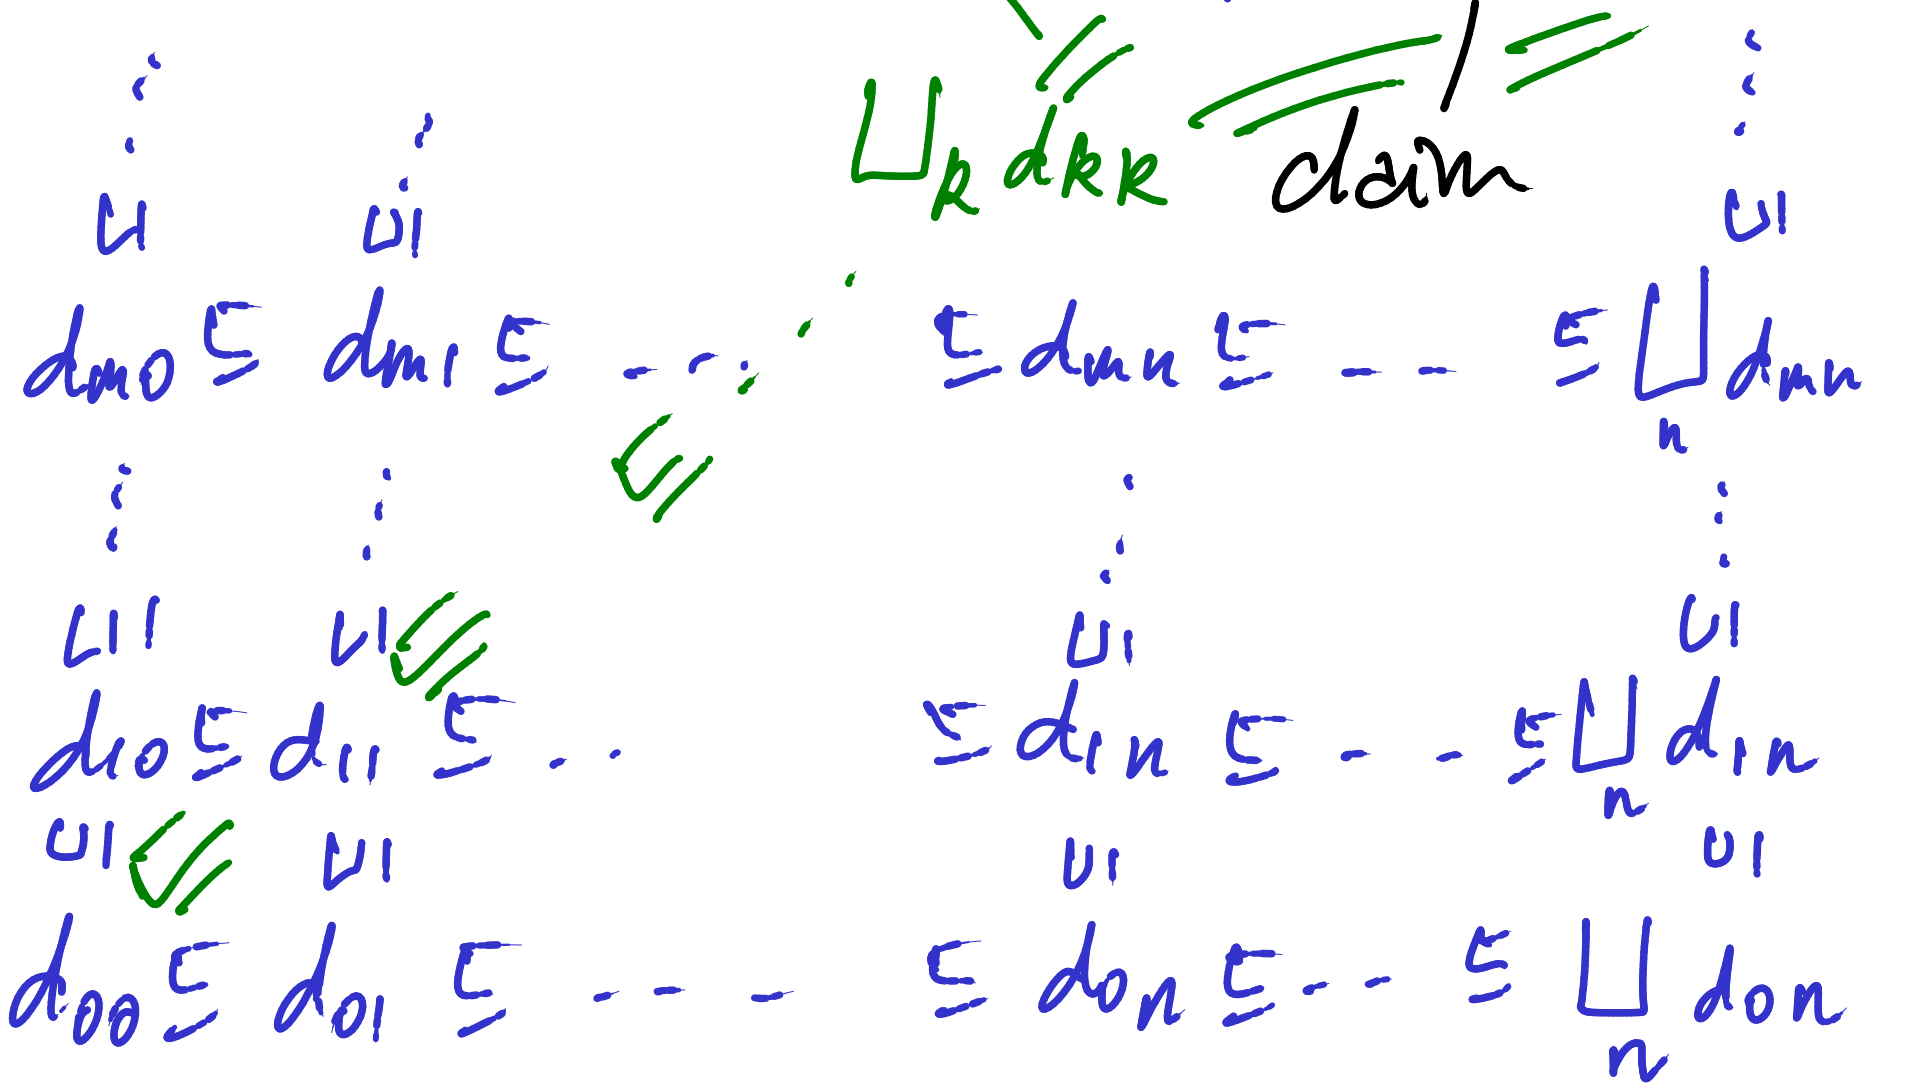 ⊔k dkk = claim =
⊔| ⊔| ⊔|
dm0 ⊑ dm1 ⊑ --- ⊑ dmn ⊑ --- ⊑ ⊔n dmn
⊔| ⊔| ⊔| ⊔|
d10 ⊑ d11 ⊑ -- ⊑ d1n ⊑ --- ⊑ ⊔n d1n
⊔| ⊔| ⊔| ⊔|
d00 ⊑ d01 ⊑ --- ⊑ d0n ⊑ --- ⊑ ⊔n d0n